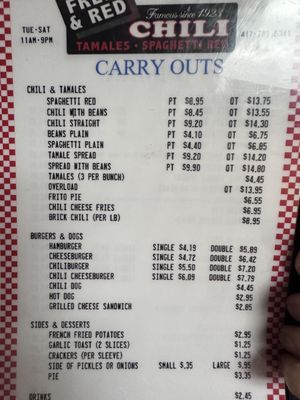 FRED & RED
Famous since 1923
TUE-SAT
11AM-9PM
CHILI
TAMALES • SPAGHETTI RED
CARRY OUTS
CHILI & TAMALES
SPAGHETTI RED PT $8.95 QT $13.75
CHILI WITH BEANS PT $8.45 QT $13.55
CHILI STRAIGHT PT $9.20 QT $14.30
BEANS PLAIN PT $4.10 QT $6.75
SPAGHETTI PLAIN PT $4.40 QT $6.85
TAMALE SPREAD PT $9.20 QT $14.20
SPREAD WITH BEANS PT $9.90 QT $14.80
TAMALES (3 PER BUNCH) $4.45
OVERLOAD QT $13.95
FRITO PIE $6.55
CHILI CHEESE FRIES $6.95
BRICK CHILI (PER LB) $8.95
BURGERS & DOGS
HAMBURGER SINGLE $4.19 DOUBLE $5.89
CHEESEBURGER SINGLE $4.72 DOUBLE $6.42
CHILIBURGER SINGLE $5.50 DOUBLE $7.20
CHILI CHEESEBURGER SINGLE $6.09 DOUBLE $7.79
CHILI DOG $4.45
HOT DOG $2.95
GRILLED CHEESE SANDWICH $2.85
SIDES & DESSERTS
FRENCH FRIED POTATOES $2.95
GARLIC TOAST (2 SLICES) $1.25
CRACKERS (PER SLEEVE) $1.25
SIDE OF PICKLES OR ONIONS SMALL $.35 LARGE $.95
PIE $3.35
DRINKS $2.45